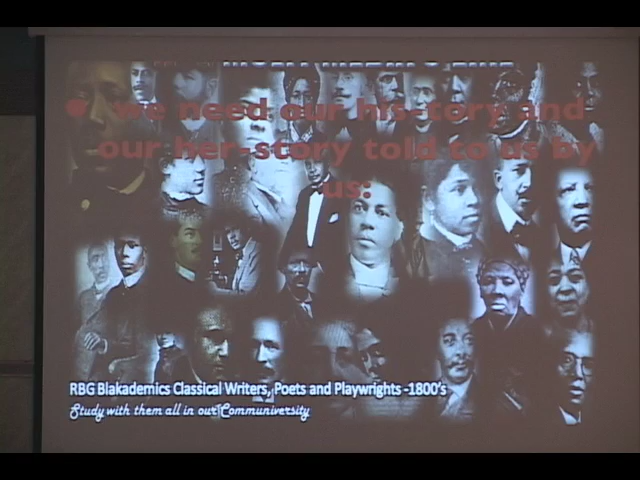 • we need our his-tory and
our her-story told to us by
us:
RBG Blakademics Classical Writers, Poets and Playwrights -1800's
Study with them all in our Communiversity